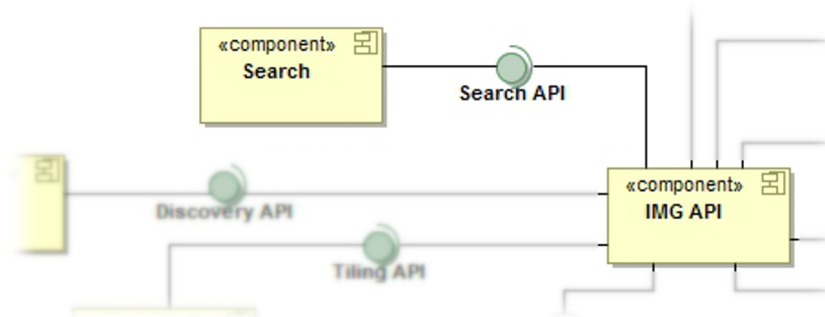 «component»
Search
Search API
Discovery API
Tiling API
«component»
IMG API